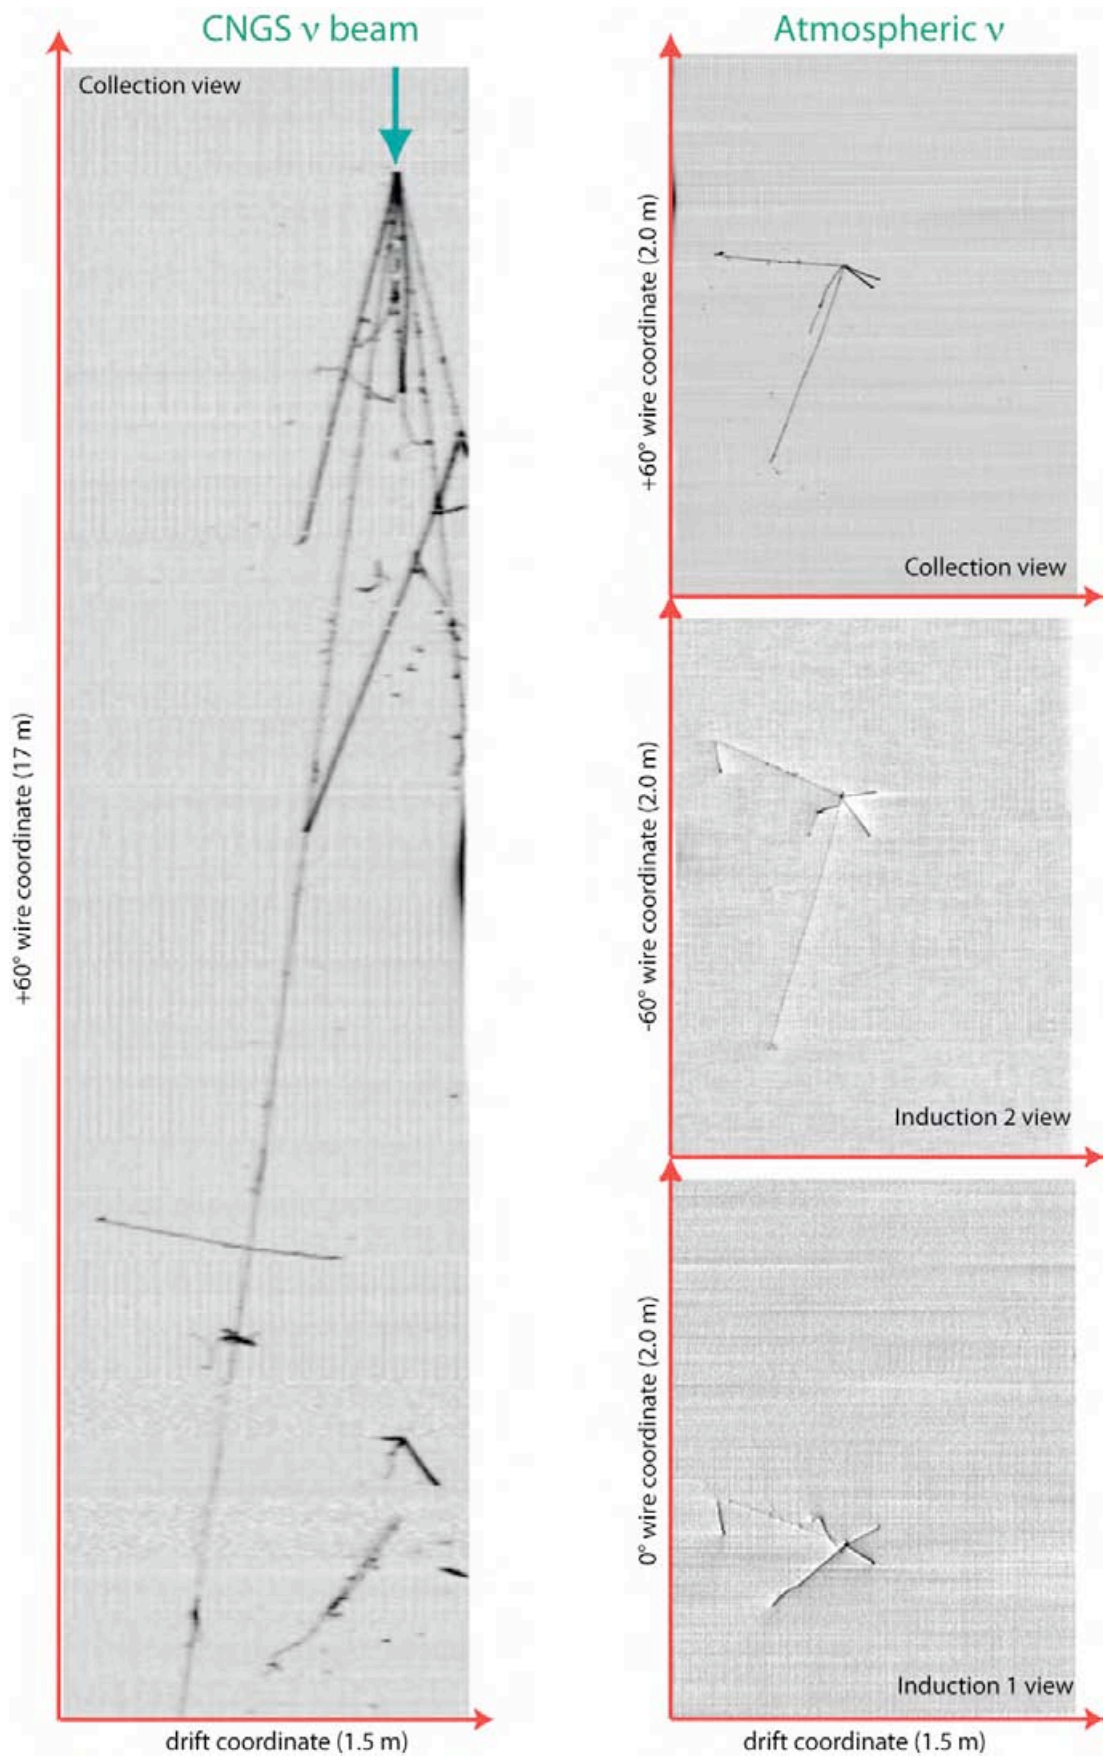 CNGS ν beam
Collection view
+60° wire coordinate (17 m)
drift coordinate (1.5 m)
Atmospheric ν
+60° wire coordinate (2.0 m)
Collection view
-60° wire coordinate (2.0 m)
Induction 2 view
0° wire coordinate (2.0 m)
Induction 1 view
drift coordinate (1.5 m)